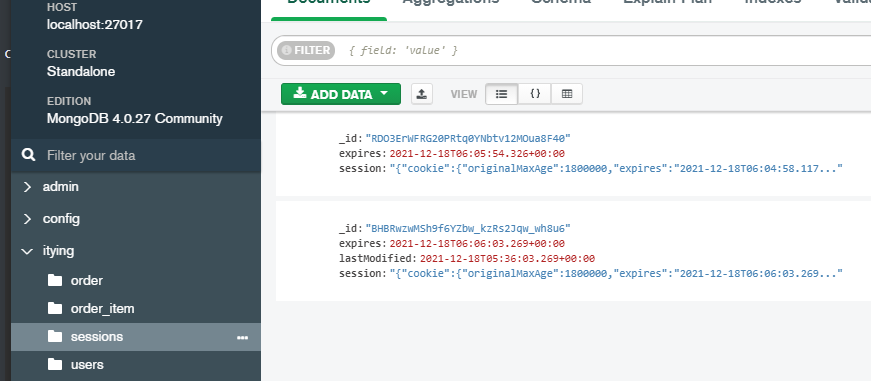 HOST
localhost:27017
CLUSTER
Standalone
EDITION
MongoDB 4.0.27 Community
Filter your data
admin
config
itying
order
order_item
sessions
users
Documents Aggregations Schema Explain Plan Indexes
FILTER { field: 'value' }
ADD DATA VIEW {}
_id: "RDO3ErWFRG20PRtq0YNbtv12MOua8F40"
expires: 2021-12-18T06:05:54.326+00:00
session: "{"cookie":{"originalMaxAge":1800000,"expires":"2021-12-18T06:04:58.117..."
_id: "BHBRwzwMSh9f6YZbw_kzRs2Jqw_wh8u6"
expires: 2021-12-18T06:06:03.269+00:00
lastModified: 2021-12-18T05:36:03.269+00:00
session: "{"cookie":{"originalMaxAge":1800000,"expires":"2021-12-18T06:06:03.269..."